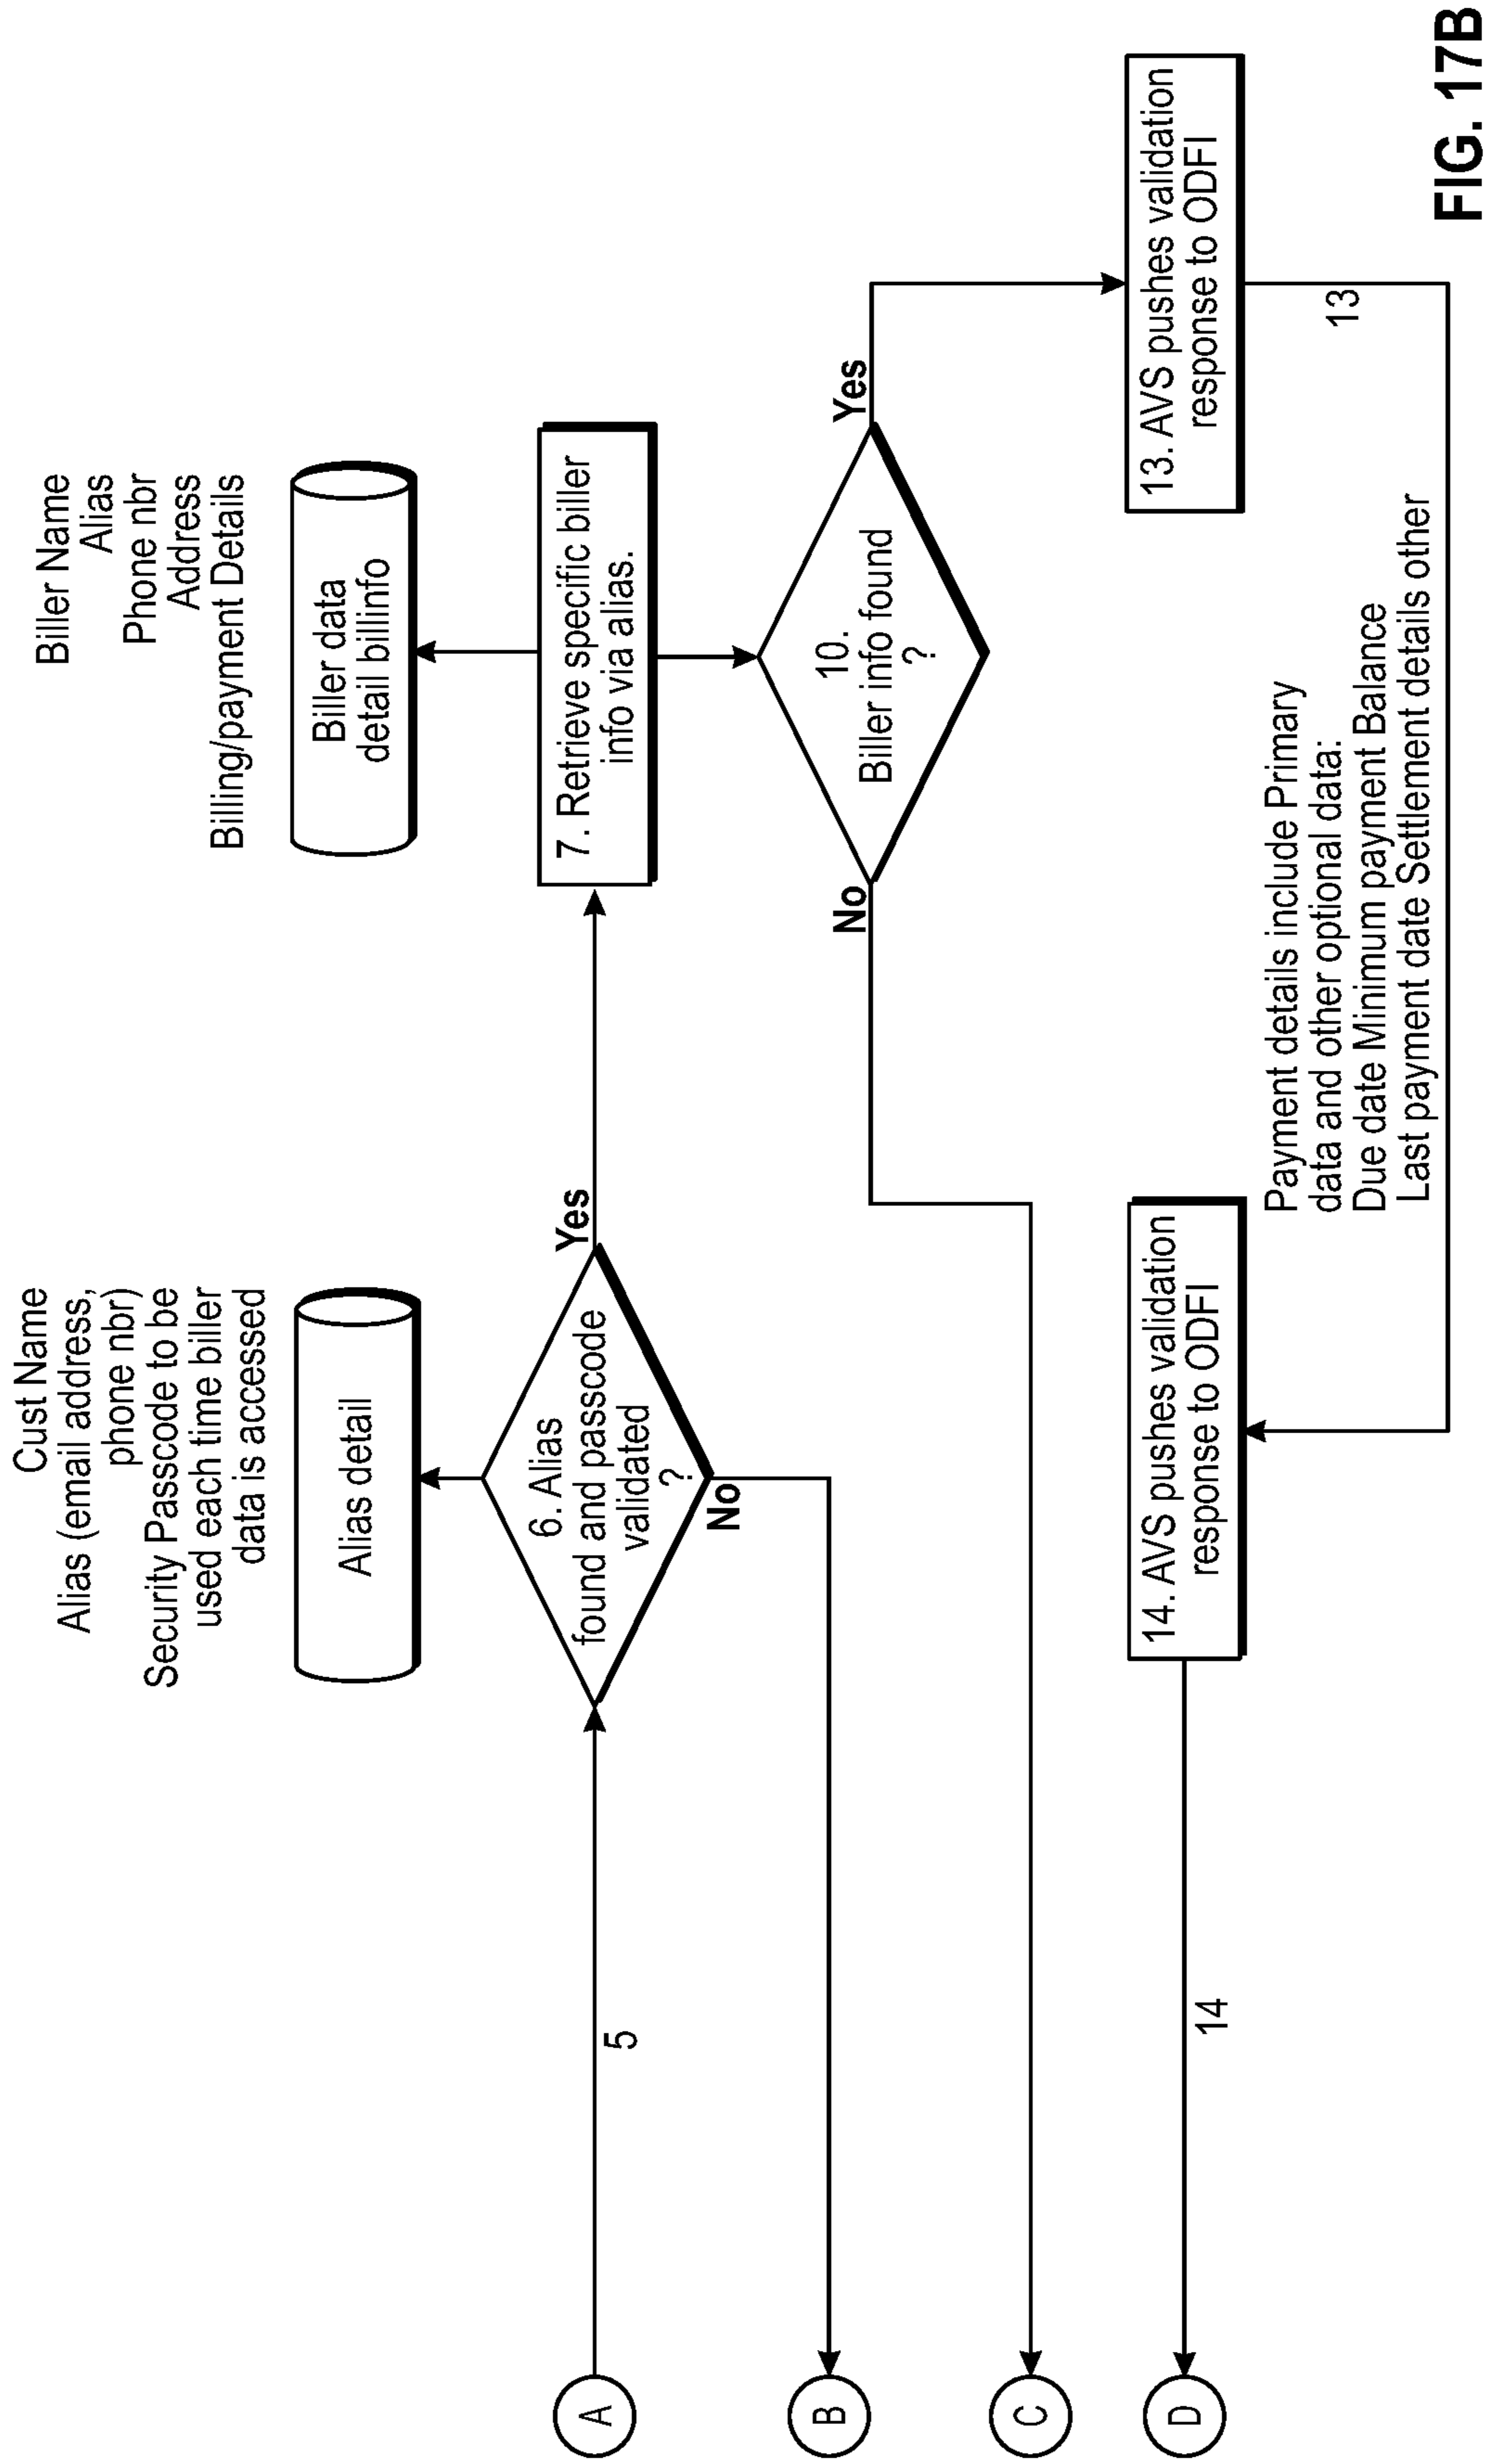 Cust Name
Alias (email address,
phone nbr)
Security Passcode to be
used each time biller
data is accessed
Biller Name
Alias
Phone nbr
Address
Billing/payment Details
Alias detail
Biller data
detail billinfo
A
5
6. Alias
found and passcode
validated
?
Yes
No
7. Retrieve specific biller
info via alias.
B
10.
Biller info found
?
No
Yes
C
D
14
14. AVS pushes validation
response to ODFI
13. AVS pushes validation
response to ODFI
13
Payment details include Primary
data and other optional data:
Due date Minimum payment Balance
Last payment date Settlement details other
FIG. 17B